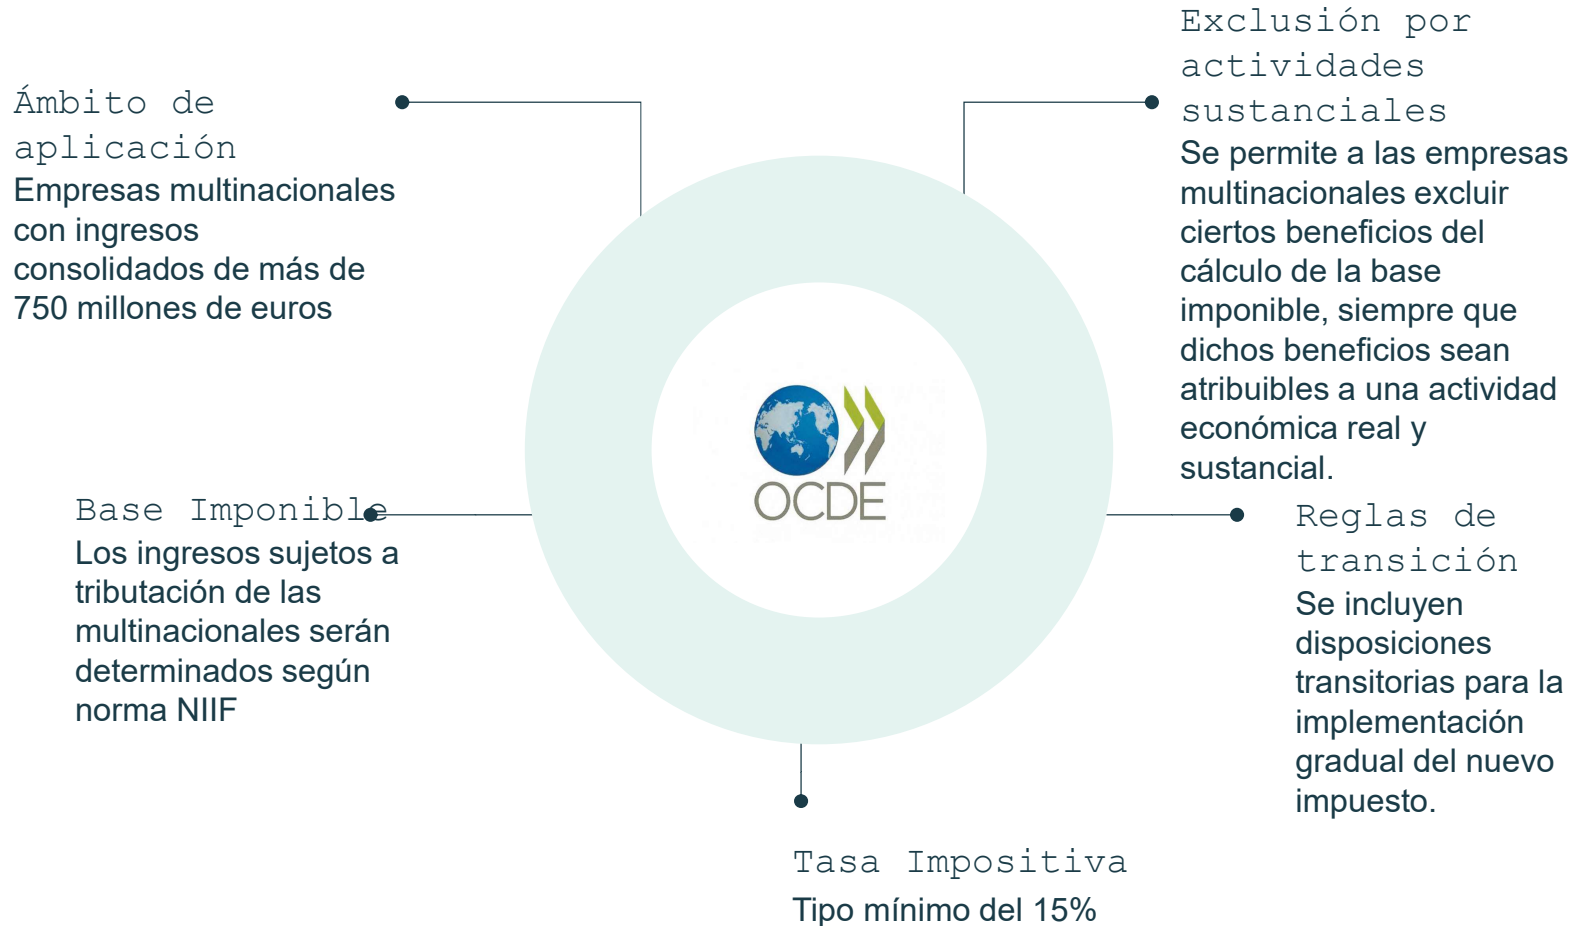 Ámbito de
aplicación
Empresas multinacionales
con ingresos
consolidados de más de
750 millones de euros
Exclusión por
actividades
sustanciales
Se permite a las empresas
multinacionales excluir
ciertos beneficios del
cálculo de la base
imponible, siempre que
dichos beneficios sean
atribuibles a una actividad
económica real y
sustancial.
OCDE
Base Imponible
Los ingresos sujetos a
tributación de las
multinacionales serán
determinados según
norma NIIF
Reglas de
transición
Se incluyen
disposiciones
transitorias para la
implementación
gradual del nuevo
impuesto.
Tasa Impositiva
Tipo mínimo del 15%